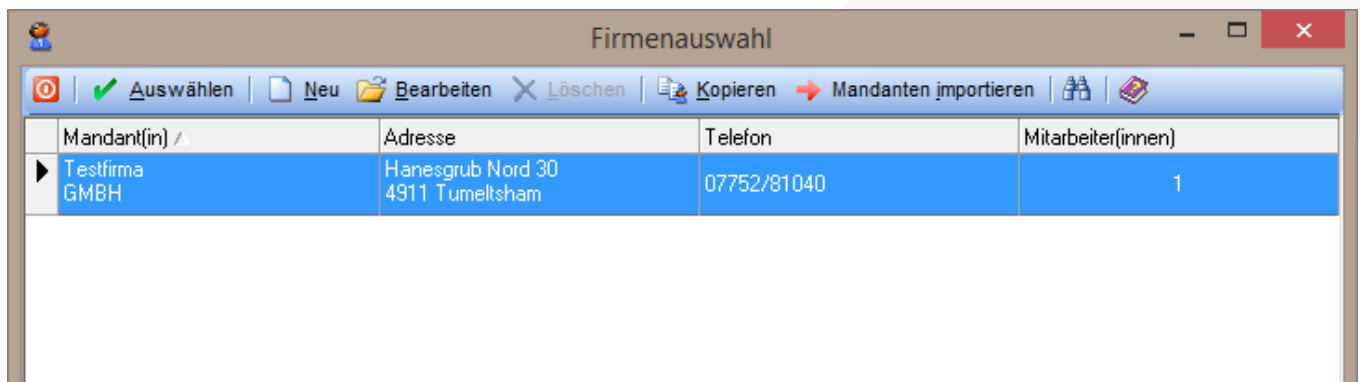 Firmenauswahl
Auswählen Neu Bearbeiten Löschen Kopieren Mandanten importieren
Mandant(in) Adresse Telefon Mitarbeiter(innen)
Testfirma Hanesgrub Nord 30
GMBH 4911 Tumeltsham 07752/81040 1